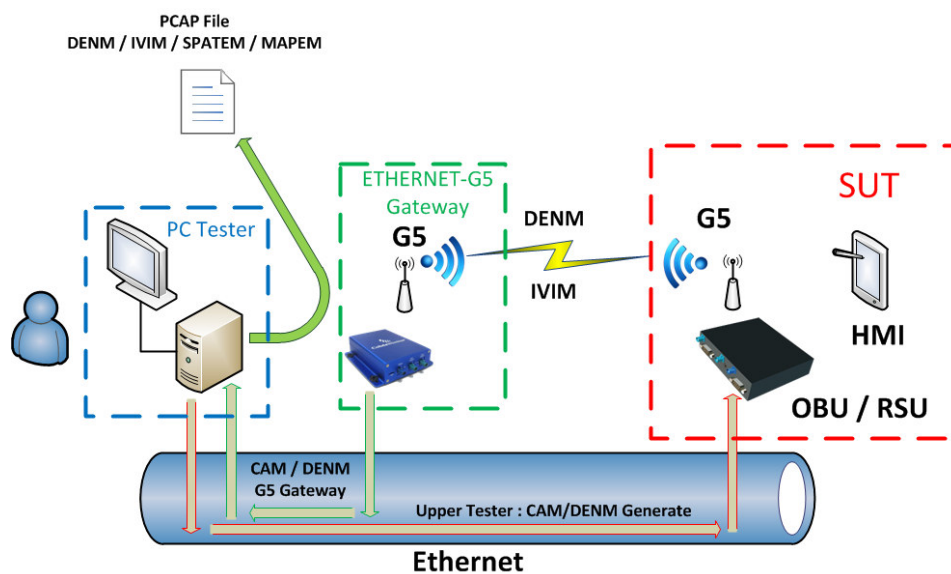 PCAP File
DENM / IVIM / SPATEM / MAPEM
ETHERNET-G5
Gateway
G5
PC Tester
DENM
IVIM
SUT
G5
HMI
OBU / RSU
CAM / DENM
G5 Gateway
Upper Tester : CAM/DENM Generate
Ethernet